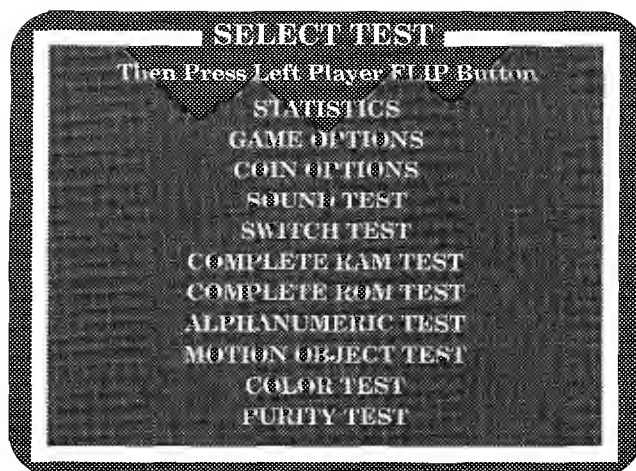 SELECT TEST
Then Press Left Player FLIP Button
STATISTICS
GAME OPTIONS
COIN OPTIONS
SOUND TEST
SWITCH TEST
COMPLETE RAM TEST
COMPLETE ROM TEST
ALPHANUMERIC TEST
MOTION OBJECT TEST
COLOR TEST
PURITY TEST